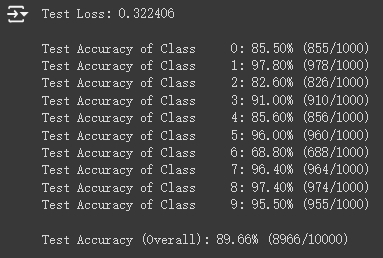 Test Loss: 0.322406
Test Accuracy of Class     0: 85.50% (855/1000)
Test Accuracy of Class     1: 97.80% (978/1000)
Test Accuracy of Class     2: 82.60% (826/1000)
Test Accuracy of Class     3: 91.00% (910/1000)
Test Accuracy of Class     4: 85.60% (856/1000)
Test Accuracy of Class     5: 96.00% (960/1000)
Test Accuracy of Class     6: 68.80% (688/1000)
Test Accuracy of Class     7: 96.40% (964/1000)
Test Accuracy of Class     8: 97.40% (974/1000)
Test Accuracy of Class     9: 95.50% (955/1000)
Test Accuracy (Overall): 89.66% (8966/10000)